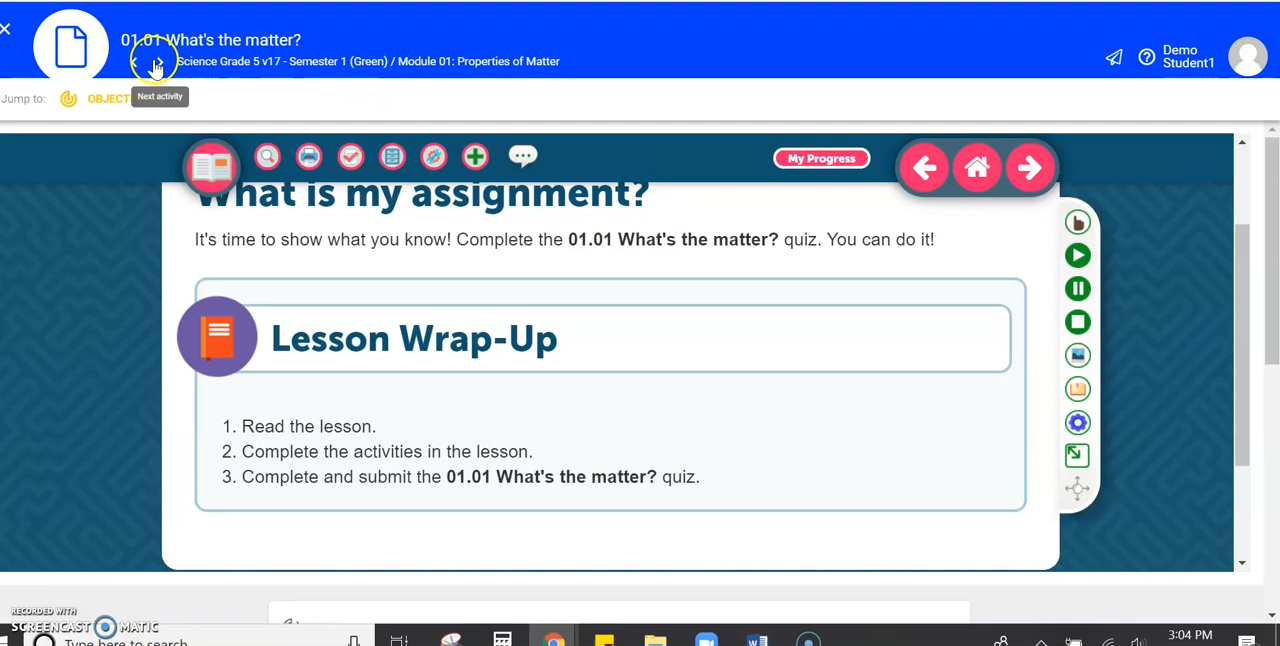 01.01 What's the matter?
Science Grade 5 v17 - Semester 1 (Green) / Module 01: Properties of Matter
Demo
Student1
Jump to:
OBJECT
Next activity
My Progress
What is my assignment?
It's time to show what you know! Complete the 01.01 What's the matter? quiz. You can do it!
Lesson Wrap-Up
1. Read the lesson.
2. Complete the activities in the lesson.
3. Complete and submit the 01.01 What's the matter? quiz.
RECORDED WITH
SCREENCAST MATIC
Type here to search
3:04 PM